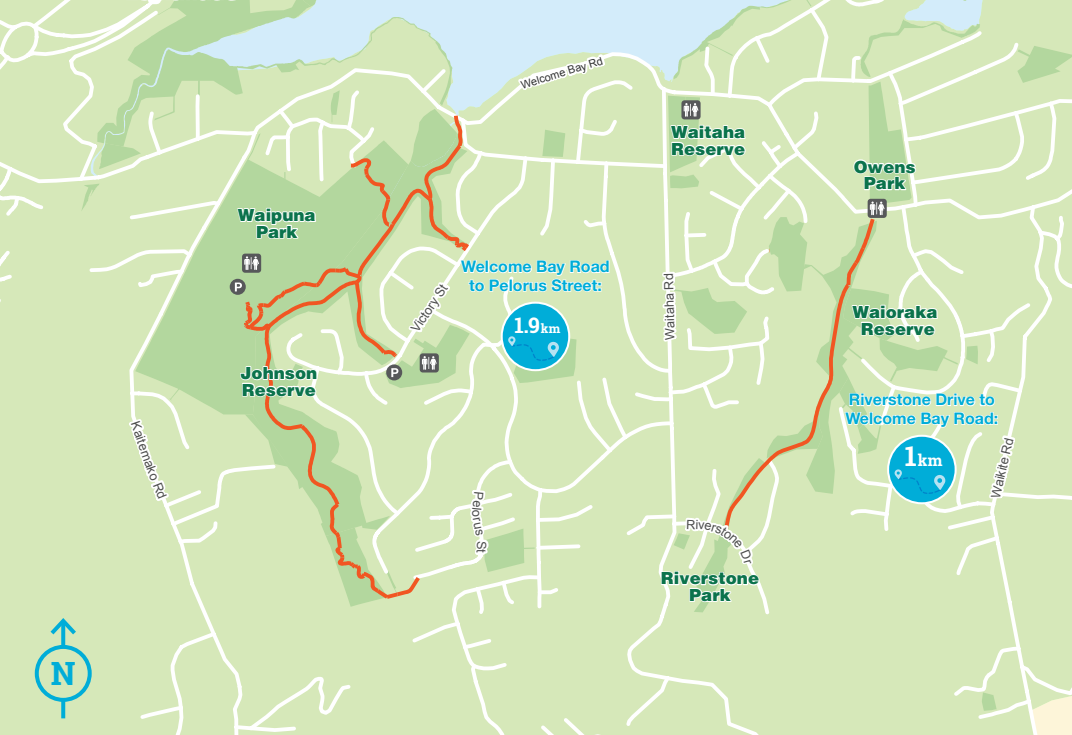 Welcome Bay Rd
Waitaha
Reserve
Owens
Park
Waipuna
Park
P
Welcome Bay Road
to Pelorus Street:
1.9km
Victory St
Waitaha Rd
Waioraka
Reserve
P
Johnson
Reserve
Riverstone Drive to
Welcome Bay Road:
1km
Kaitemako Rd
Waikite Rd
Pelorus St
Riverstone Dr
Riverstone
Park
N